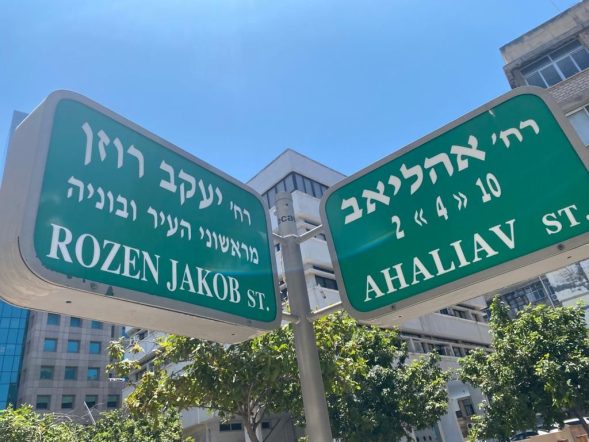 רח' יעקב רוזן
מראשוני העיר ובוניה
ROZEN JAKOB ST.
רח' אהליאב
2 « 4 » 10
AHALIAV ST.